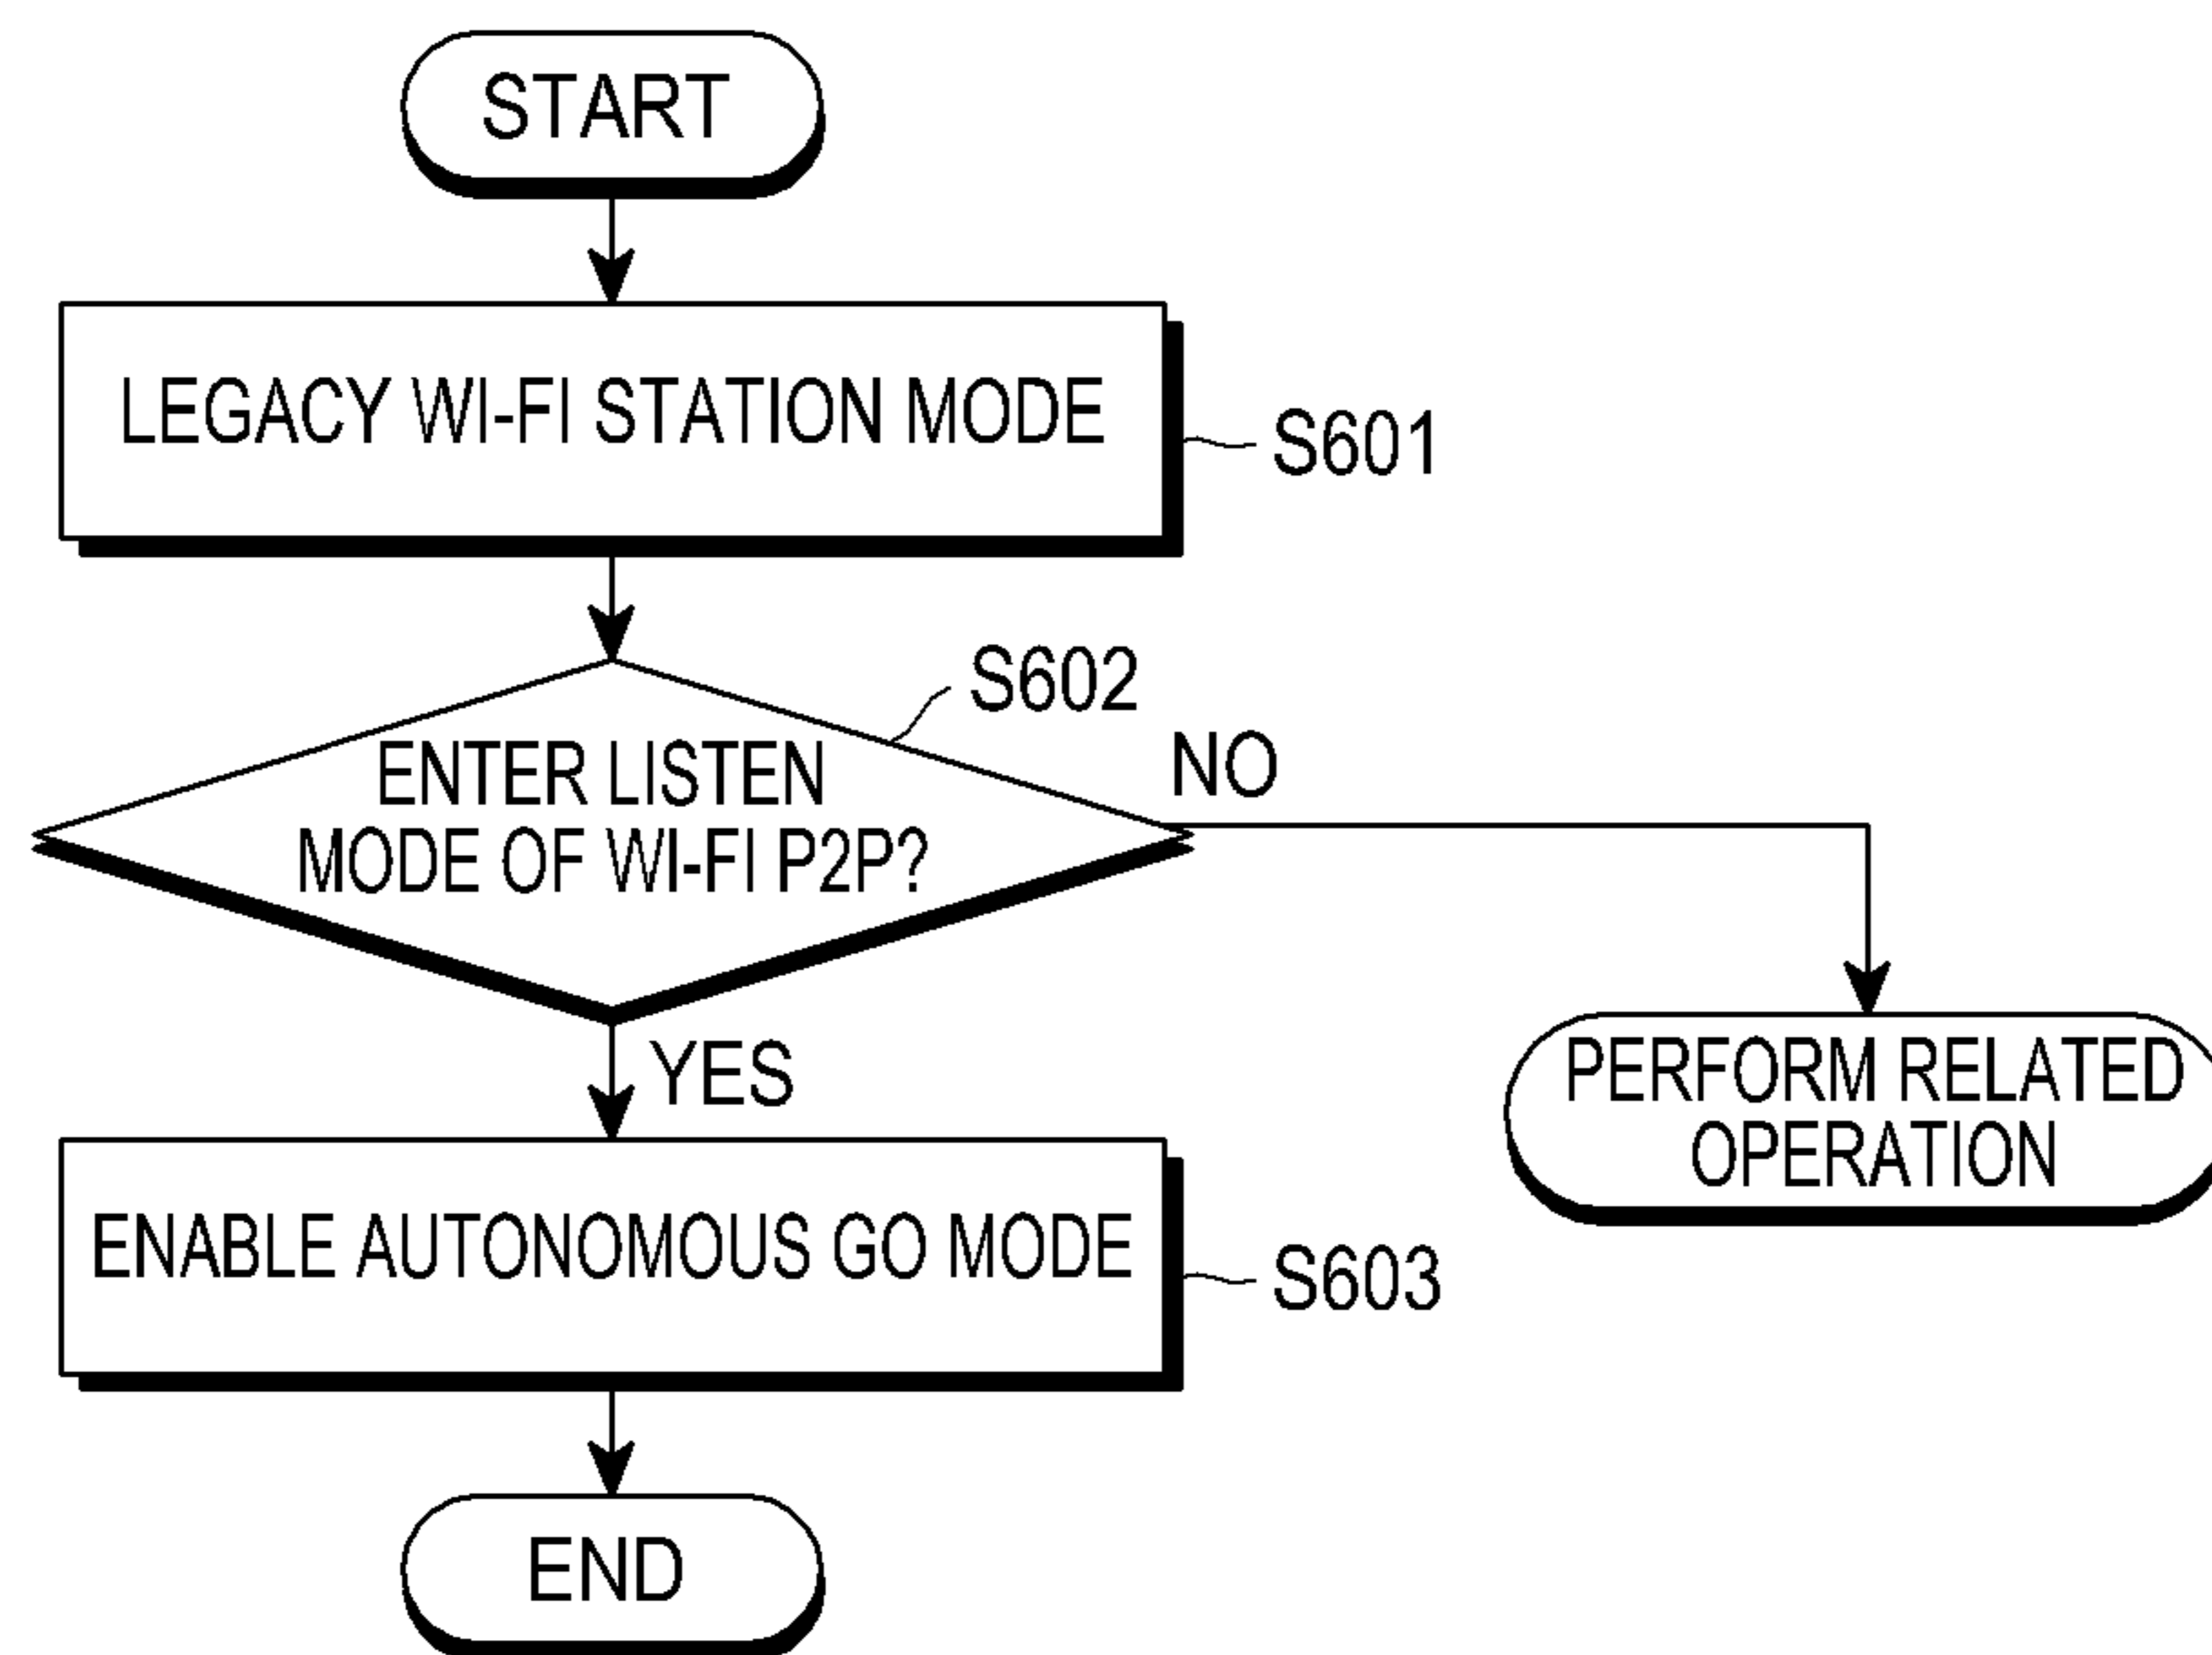 START
LEGACY WI-FI STATION MODE
S601
S602
ENTER LISTEN
MODE OF WI-FI P2P?
NO
YES
PERFORM RELATED
OPERATION
ENABLE AUTONOMOUS GO MODE
S603
END